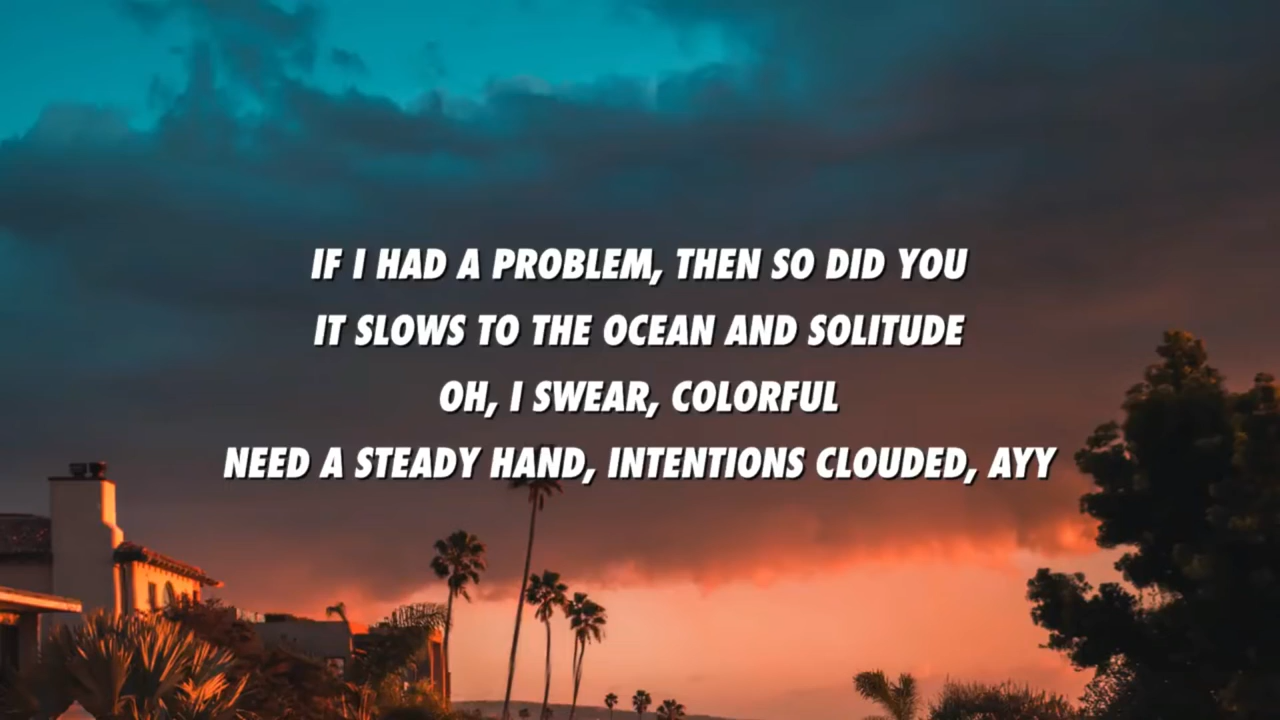 IF I HAD A PROBLEM, THEN SO DID YOU
IT SLOWS TO THE OCEAN AND SOLITUDE
OH, I SWEAR, COLORFUL
NEED A STEADY HAND, INTENTIONS CLOUDED, AYY